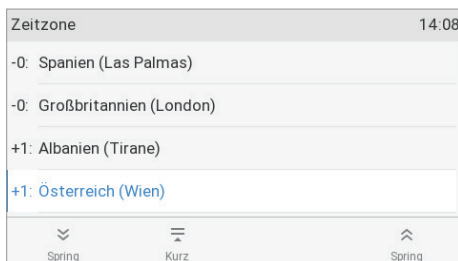 Zeitzone 14:08
-0: Spanien (Las Palmas)
-0: Großbritannien (London)
+1: Albanien (Tirane)
+1: Österreich (Wien)
Spring Kurz Spring